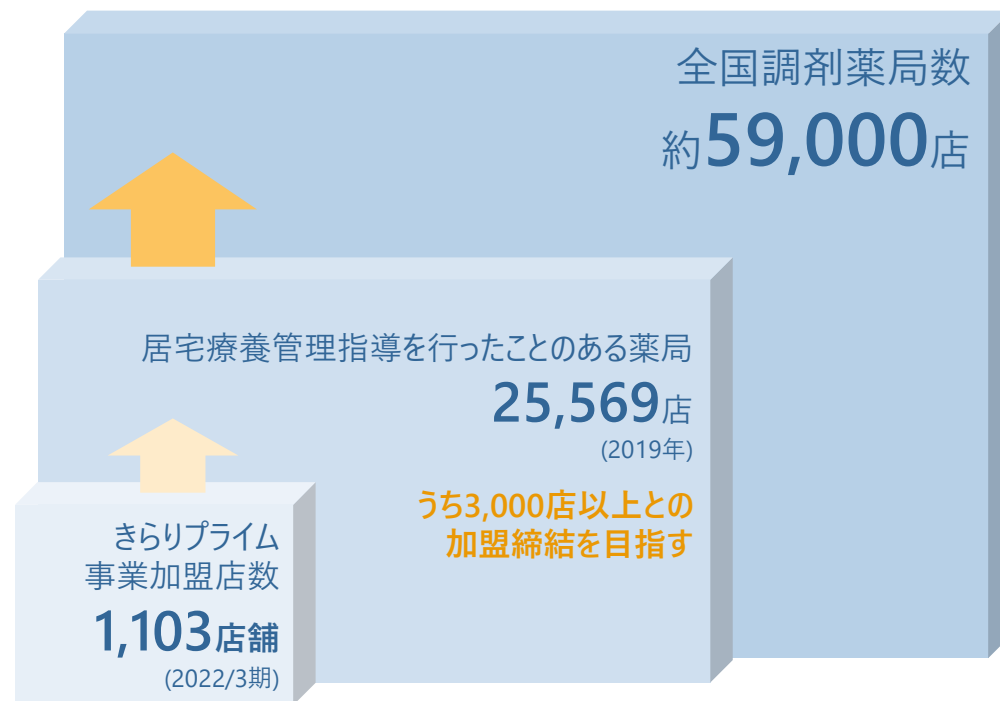 全国調剤薬局数
約59,000店
居宅療養管理指導を行ったことのある薬局
25,569店
(2019年)
うち3,000店以上との
加盟締結を目指す
きらりプライム
事業加盟店数
1,103店舗
(2022/3期)